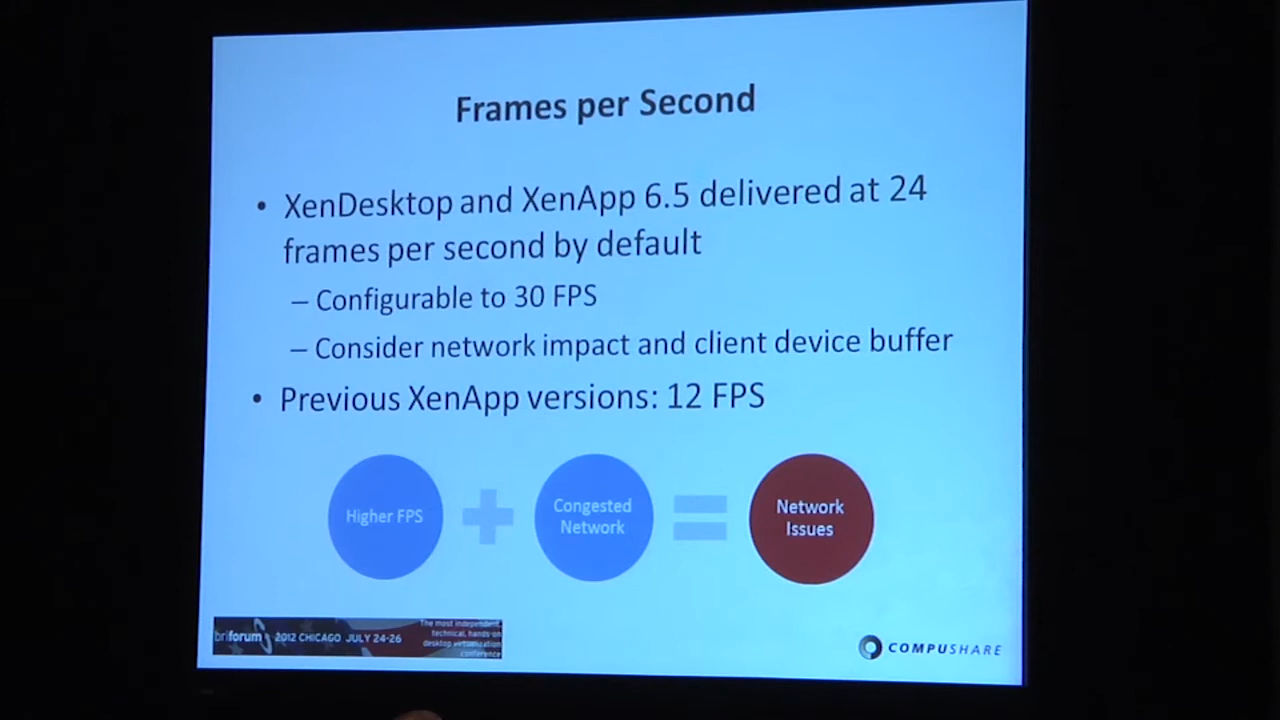 Frames per Second
• XenDesktop and XenApp 6.5 delivered at 24
frames per second by default
– Configurable to 30 FPS
– Consider network impact and client device buffer
• Previous XenApp versions: 12 FPS
Higher FPS
Congested
Network
Network
Issues
briforum 2012 CHICAGO JULY 24-26
The most independent,
technical, hands-on
desktop virtualization
conference
COMPUSHARE